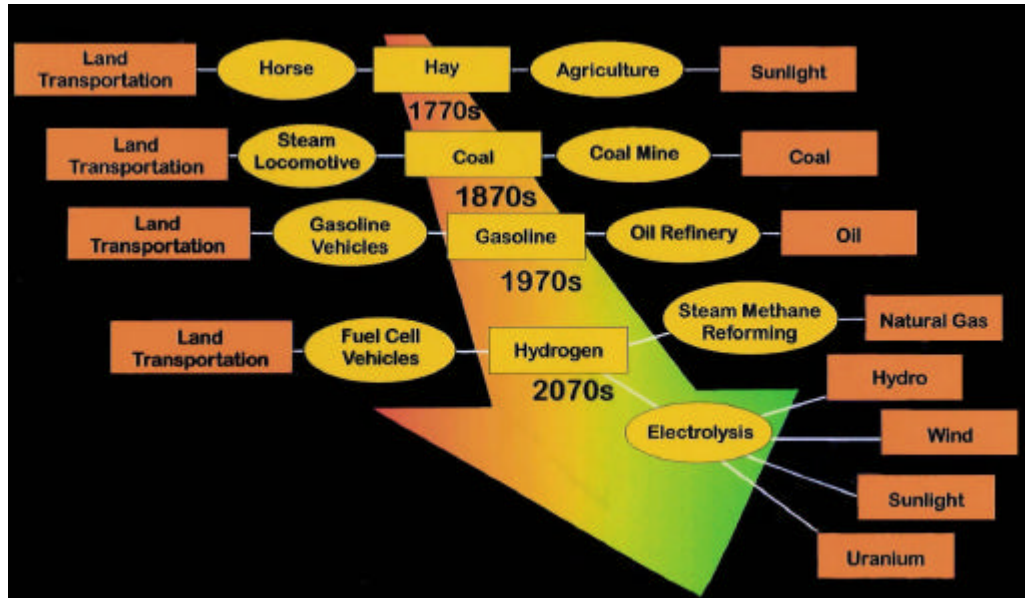 Land
Transportation
Horse
Hay
Agriculture
Sunlight
1770s
Land
Transportation
Steam
Locomotive
Coal
Coal Mine
Coal
1870s
Land
Transportation
Gasoline
Vehicles
Gasoline
Oil Refinery
Oil
1970s
Land
Transportation
Fuel Cell
Vehicles
Hydrogen
Steam Methane
Reforming
Natural Gas
2070s
Electrolysis
Hydro
Wind
Sunlight
Uranium